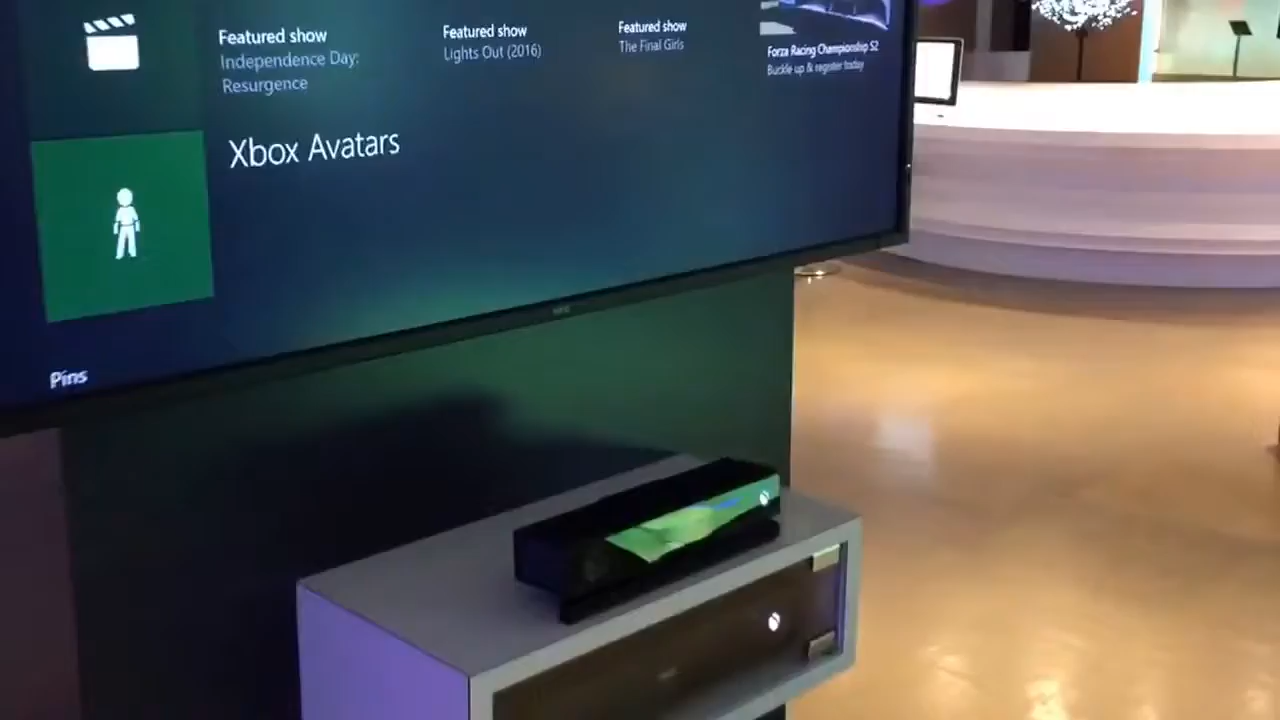 Featured show
Independence Day:
Resurgence
Featured show
Lights Out (2016)
Featured show
The Final Girls
Forza Racing Championship S2
Buckle up & register today
Xbox Avatars
Pins